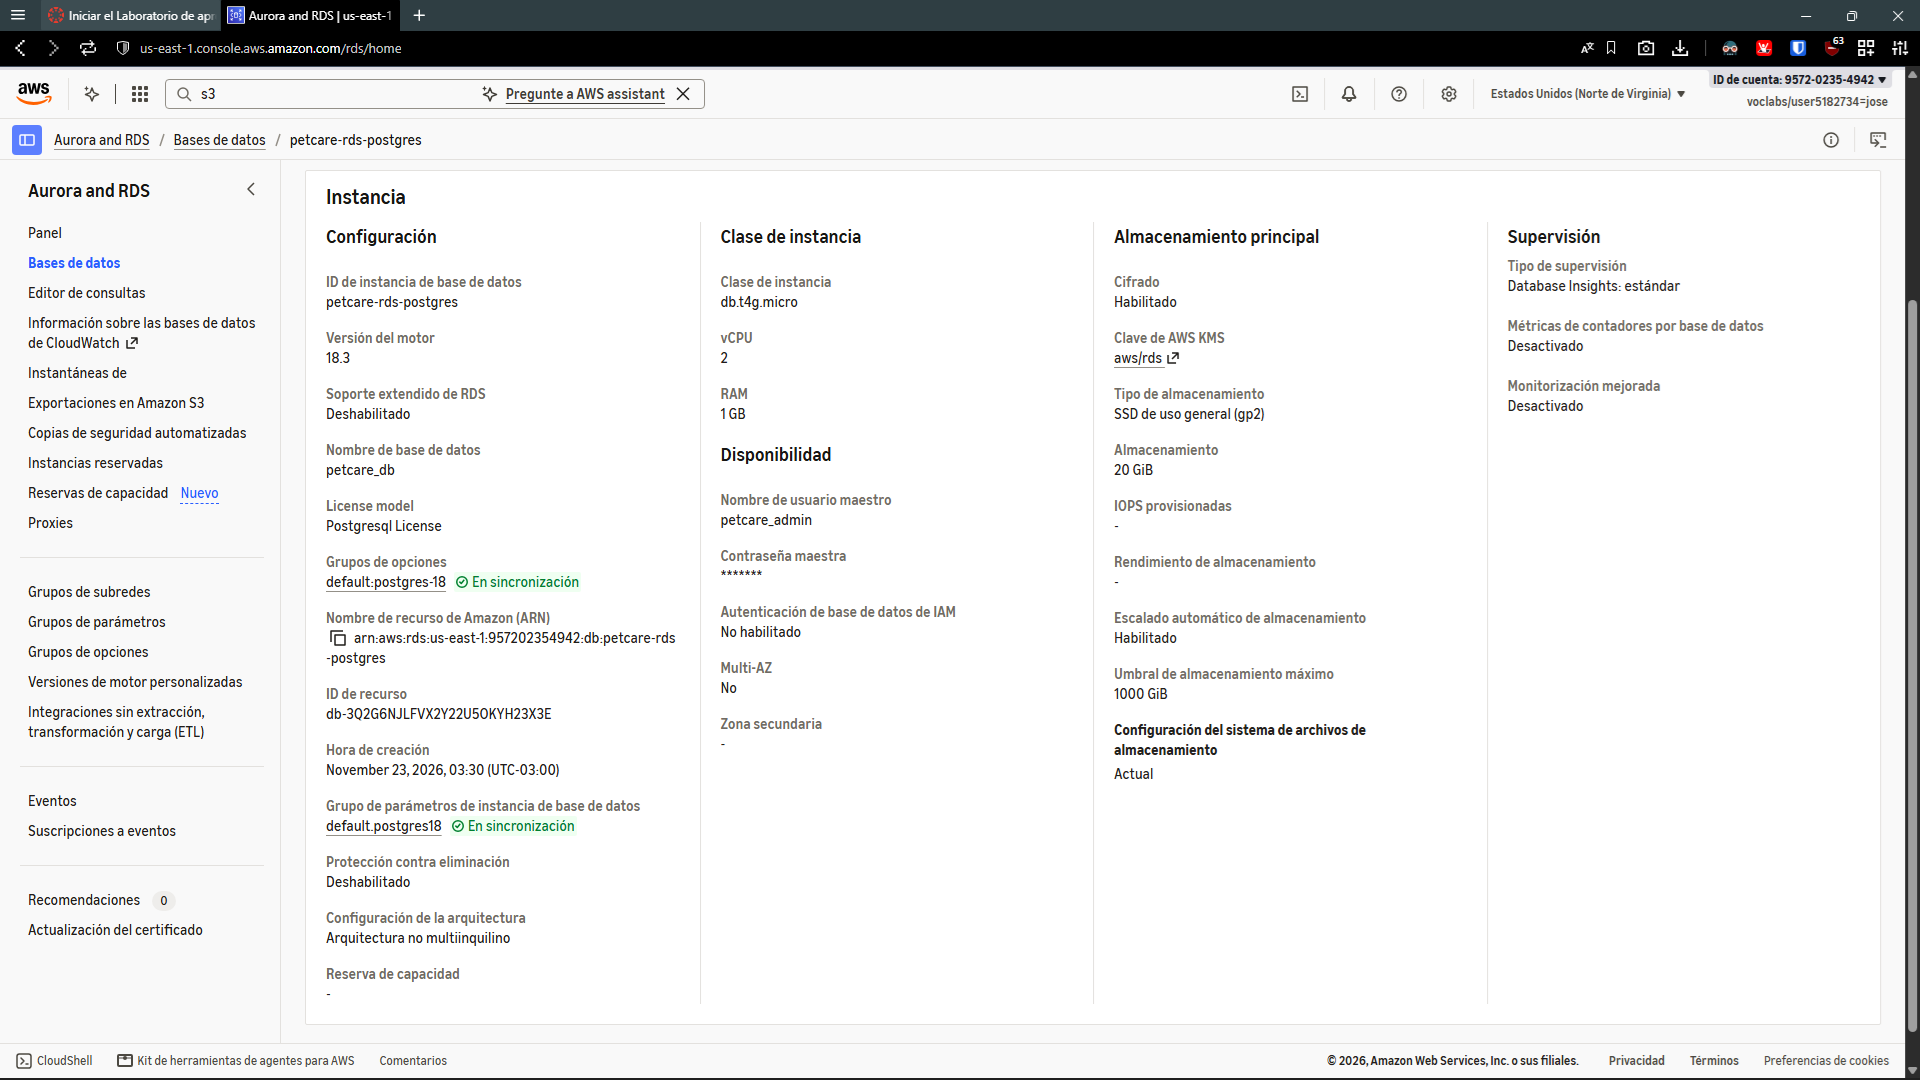 Iniciar el Laboratorio de apr
Aurora and RDS | us-east-1
us-east-1.console.aws.amazon.com/rds/home
63
aws
s3
Pregunte a AWS assistant
Estados Unidos (Norte de Virginia)
ID de cuenta: 9572-0235-4942
voclabs/user5182734=jose
Aurora and RDS / Bases de datos / petcare-rds-postgres
Aurora and RDS
Panel
Bases de datos
Editor de consultas
Información sobre las bases de datos
de CloudWatch
Instantáneas de
Exportaciones en Amazon S3
Copias de seguridad automatizadas
Instancias reservadas
Reservas de capacidad Nuevo
Proxies
Grupos de subredes
Grupos de parámetros
Grupos de opciones
Versiones de motor personalizadas
Integraciones sin extracción,
transformación y carga (ETL)
Eventos
Suscripciones a eventos
Recomendaciones 0
Actualización del certificado
Instancia
Configuración
ID de instancia de base de datos
petcare-rds-postgres
Versión del motor
18.3
Soporte extendido de RDS
Deshabilitado
Nombre de base de datos
petcare_db
License model
Postgresql License
Grupos de opciones
default:postgres-18 En sincronización
Nombre de recurso de Amazon (ARN)
arn:aws:rds:us-east-1:957202354942:db:petcare-rds
-postgres
ID de recurso
db-3Q2G6NJLFVX2Y22U5OKYH23X3E
Hora de creación
November 23, 2026, 03:30 (UTC-03:00)
Grupo de parámetros de instancia de base de datos
default.postgres18 En sincronización
Protección contra eliminación
Deshabilitado
Configuración de la arquitectura
Arquitectura no multiinquilino
Reserva de capacidad
-
Clase de instancia
Clase de instancia
db.t4g.micro
vCPU
2
RAM
1 GB
Disponibilidad
Nombre de usuario maestro
petcare_admin
Contraseña maestra
*******
Autenticación de base de datos de IAM
No habilitado
Multi-AZ
No
Zona secundaria
-
Almacenamiento principal
Cifrado
Habilitado
Clave de AWS KMS
aws/rds
Tipo de almacenamiento
SSD de uso general (gp2)
Almacenamiento
20 GiB
IOPS provisionadas
-
Rendimiento de almacenamiento
-
Escalado automático de almacenamiento
Habilitado
Umbral de almacenamiento máximo
1000 GiB
Configuración del sistema de archivos de
almacenamiento
Actual
Supervisión
Tipo de supervisión
Database Insights: estándar
Métricas de contadores por base de datos
Desactivado
Monitorización mejorada
Desactivado
CloudShell
Kit de herramientas de agentes para AWS
Comentarios
© 2026, Amazon Web Services, Inc. o sus filiales.
Privacidad
Términos
Preferencias de cookies